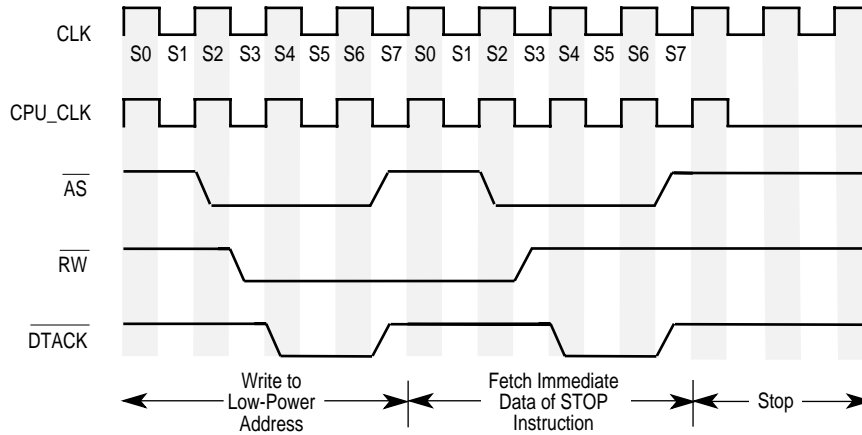 CLK
S0 S1 S2 S3 S4 S5 S6 S7 S0 S1 S2 S3 S4 S5 S6 S7
CPU_CLK
AS
RW
DTACK
Write to
Low-Power
Address
Fetch Immediate
Data of STOP
Instruction
Stop